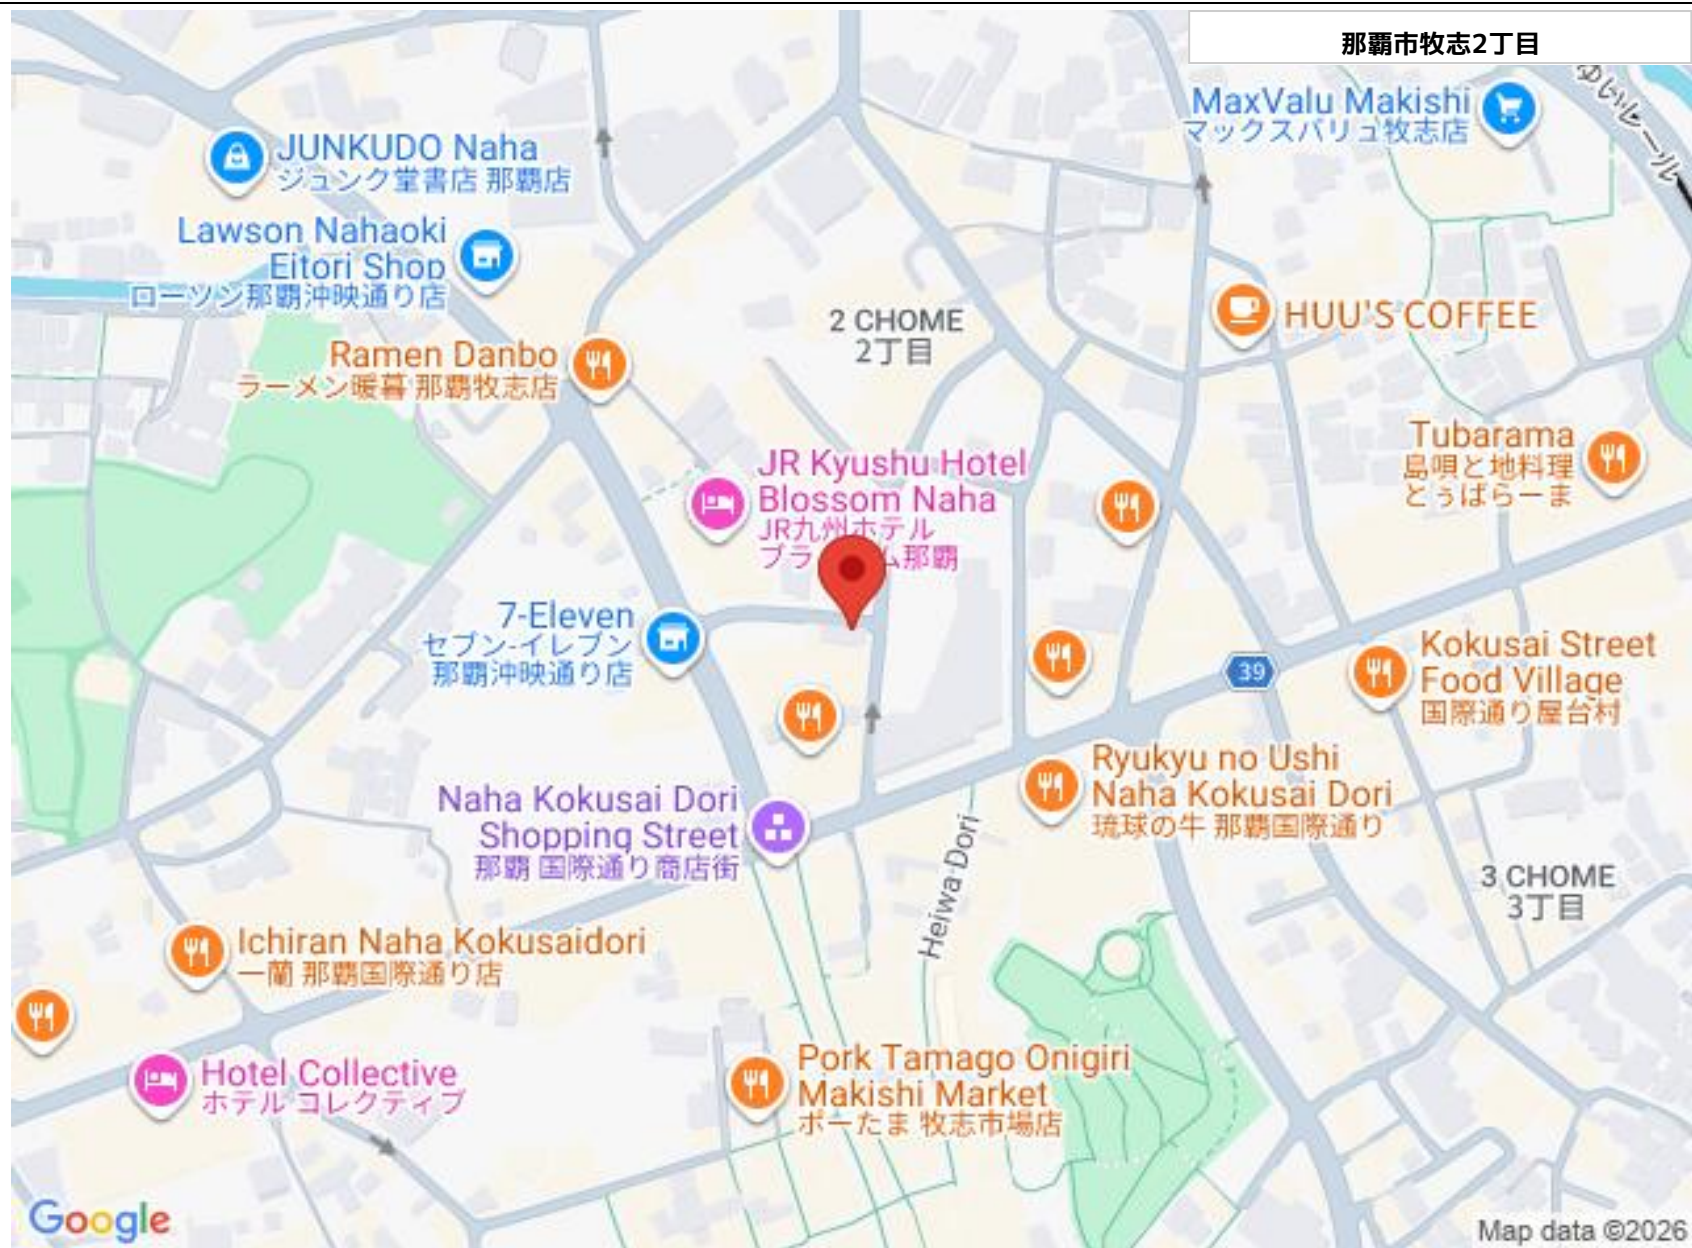 那覇市牧志2丁目
ゆいレール
MaxValu Makishi
マックスバリュ牧志店
JUNKUDO Naha
ジュンク堂書店 那覇店
Lawson Nahaoki
Eitori Shop
ローソン那覇沖映通り店
2 CHOME
2丁目
HUU'S COFFEE
Ramen Danbo
ラーメン暖暮 那覇牧志店
Tubarama
島唄と地料理
とぅばらーま
JR Kyushu Hotel
Blossom Naha
JR九州ホテル
ブラ ム那覇
7-Eleven
セブン-イレブン
那覇沖映通り店
39
Kokusai Street
Food Village
国際通り屋台村
Ryukyu no Ushi
Naha Kokusai Dori
琉球の牛 那覇国際通り
Naha Kokusai Dori
Shopping Street
那覇 国際通り商店街
Heiwa Dori
3 CHOME
3丁目
Ichiran Naha Kokusaidori
一蘭 那覇国際通り店
Hotel Collective
ホテル コレクティブ
Pork Tamago Onigiri
Makishi Market
ポーたま 牧志市場店
Google
Map data ©2026